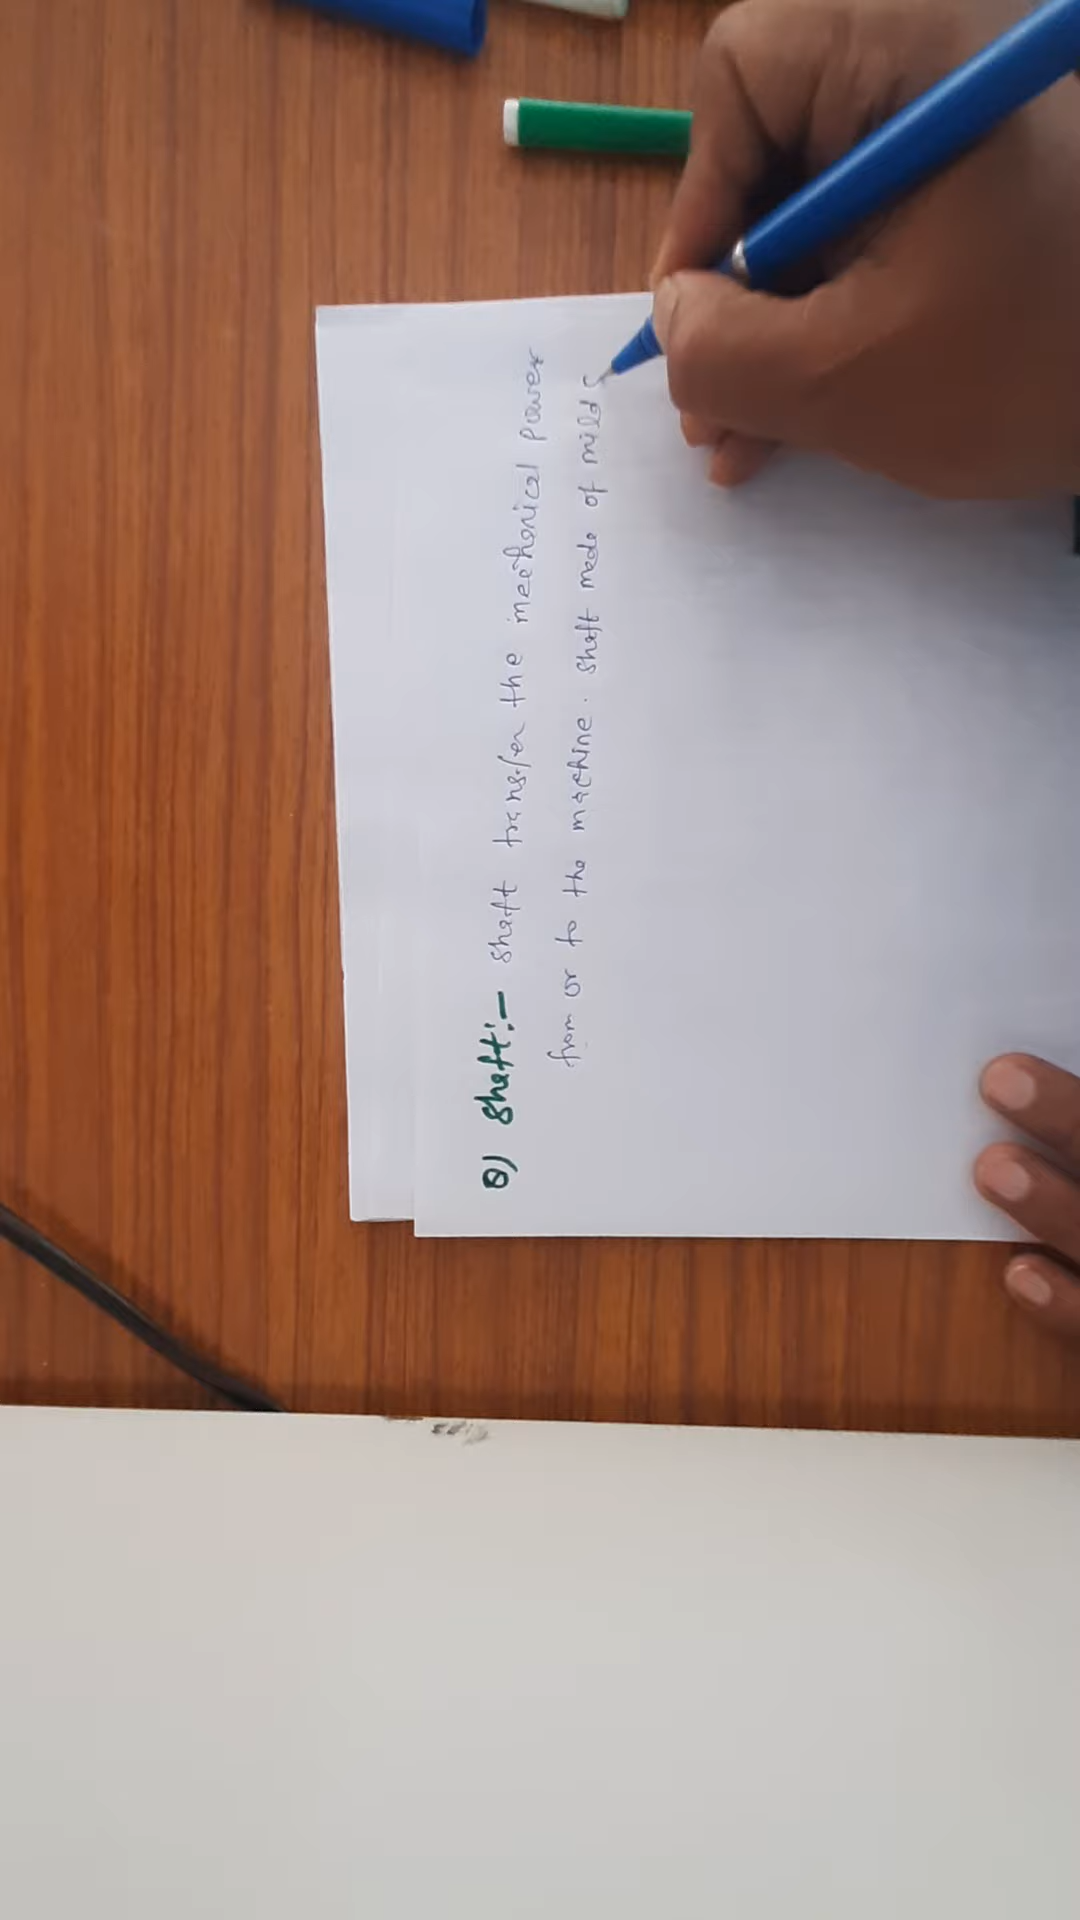 8) Shaft:- Shaft transfer the mechanical power
from or to the machine. Shaft made of mild